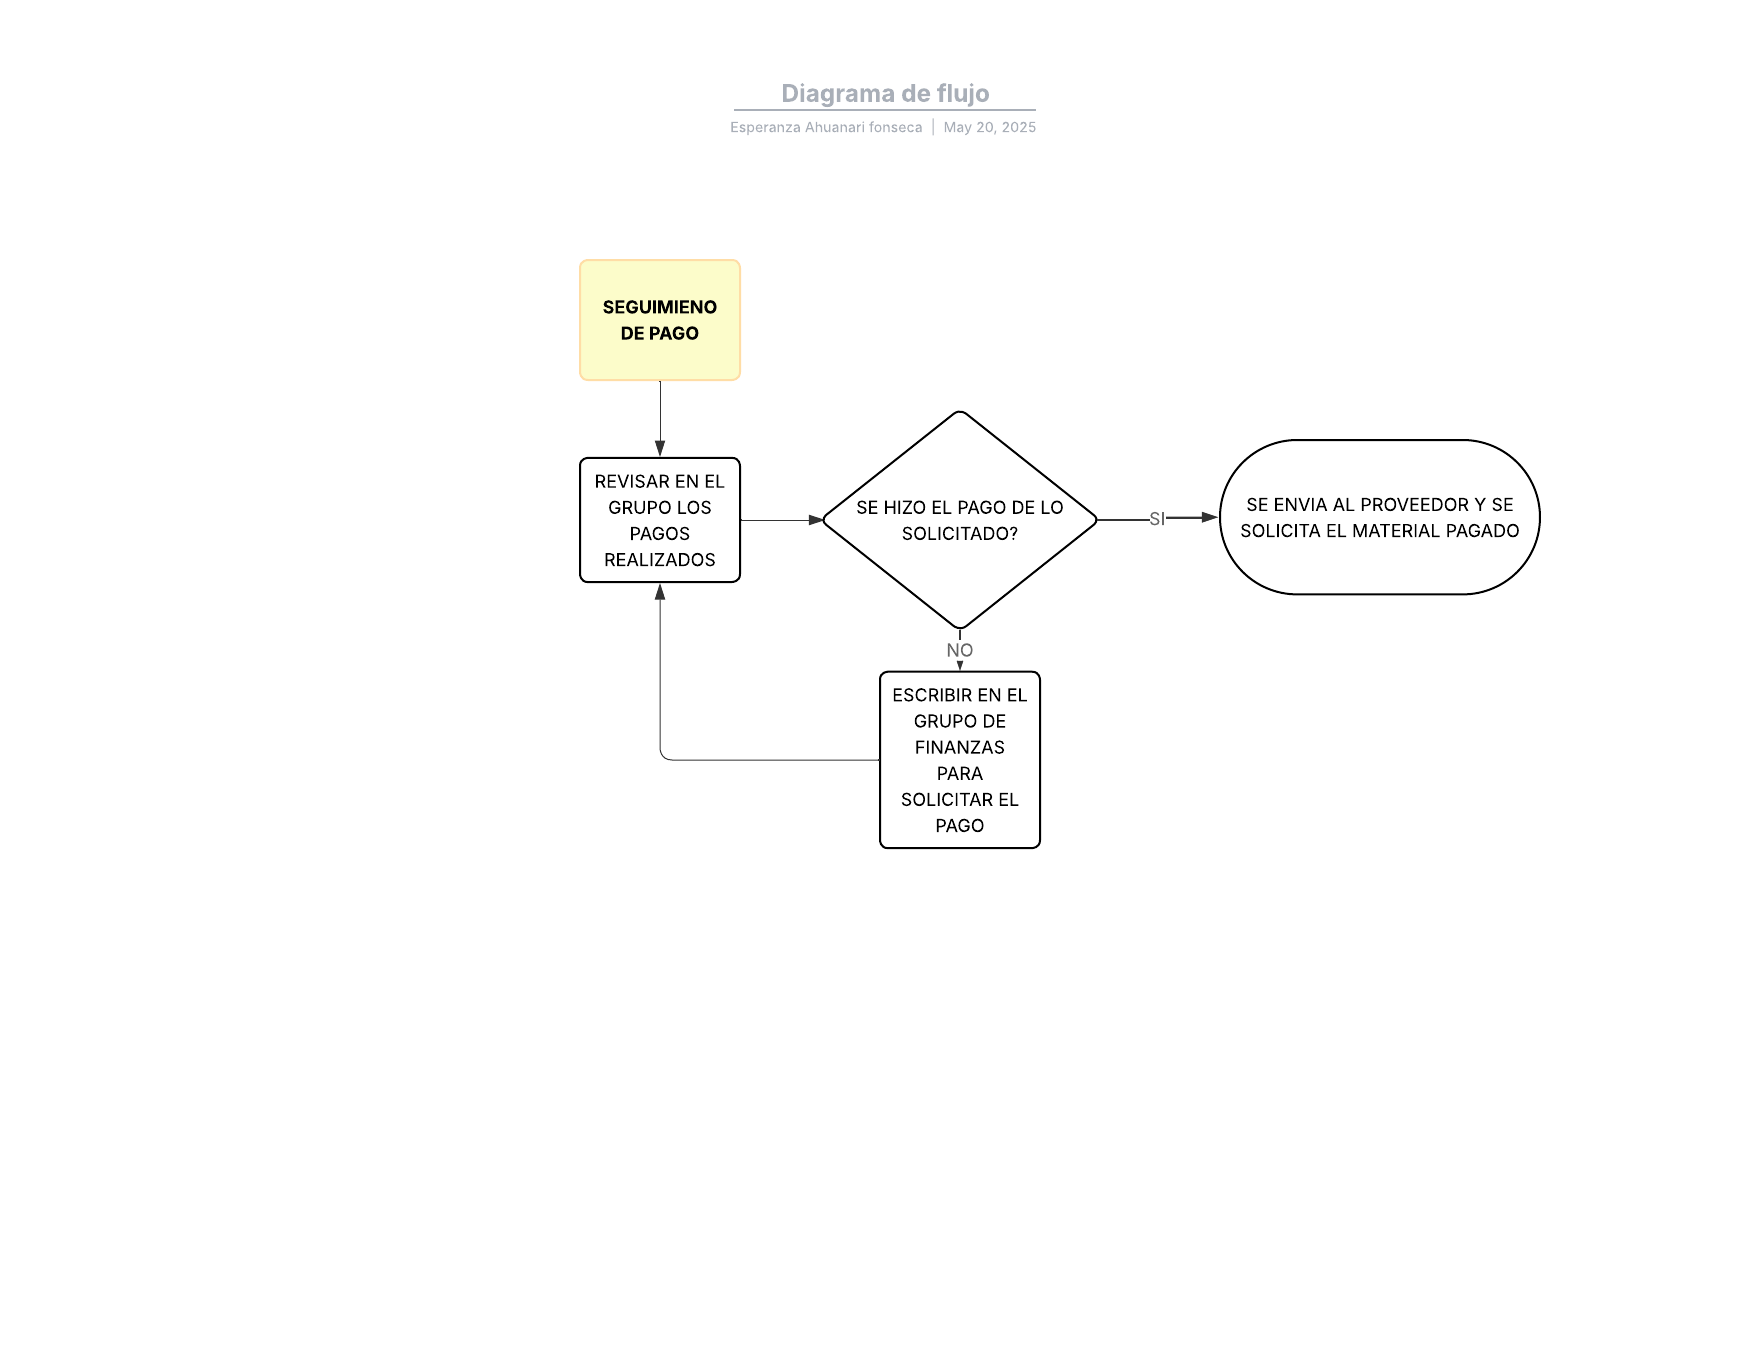 Diagrama de flujo
Esperanza Ahuanari fonseca | May 20, 2025
SEGUIMIENO
DE PAGO
REVISAR EN EL
GRUPO LOS
PAGOS
REALIZADOS
SE HIZO EL PAGO DE LO
SOLICITADO?
SI
SE ENVIA AL PROVEEDOR Y SE
SOLICITA EL MATERIAL PAGADO
NO
ESCRIBIR EN EL
GRUPO DE
FINANZAS
PARA
SOLICITAR EL
PAGO